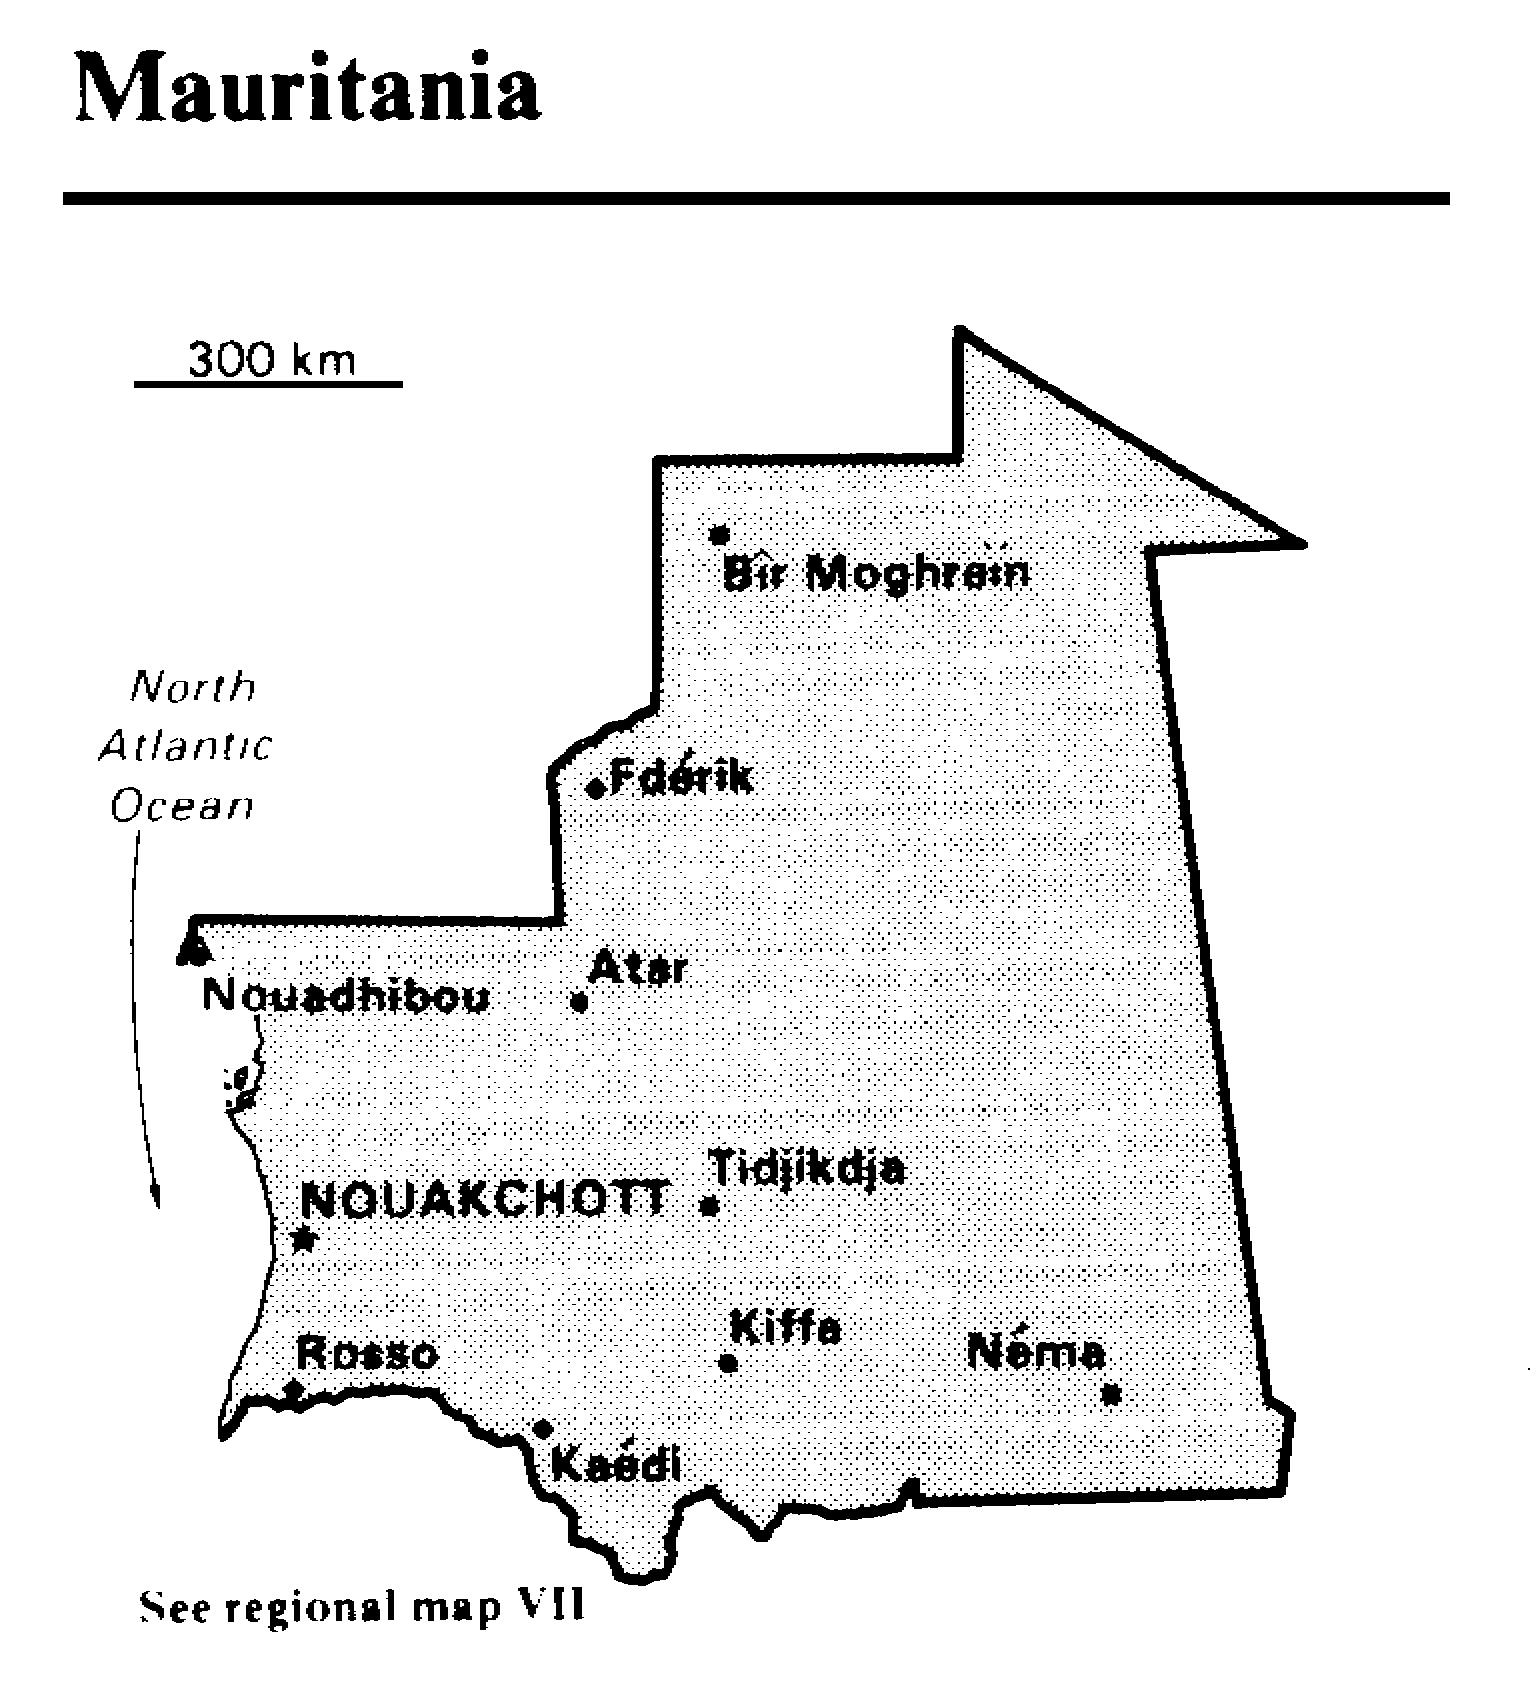 Mauritania
300 km
Bîr Moghreïn
North
Atlantic
Ocean
Fdérik
Atar
Nouadhibou
Tidjikdja
NOUAKCHOTT
Kiffa
Néma
Rosso
Kaédi
See regional map VII